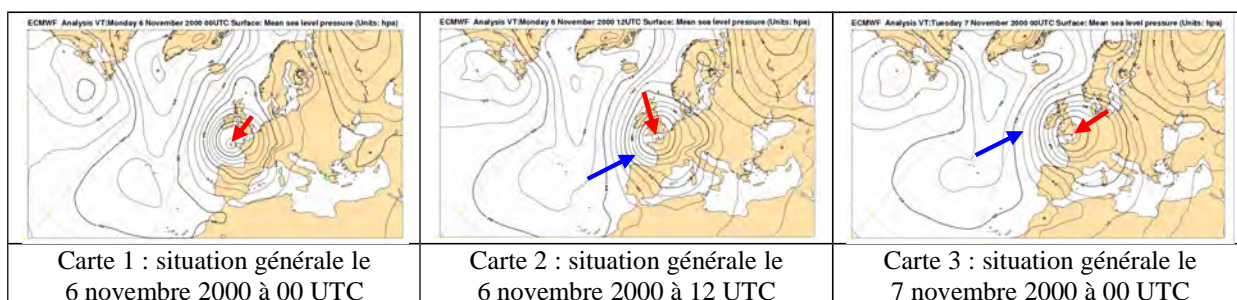 ECMWF Analysis VT:Monday 6 November 2000 00UTC Surface: Mean sea level pressure (Units: hpa)
ECMWF Analysis VT:Monday 6 November 2000 12UTC Surface: Mean sea level pressure (Units: hpa)
ECMWF Analysis VT:Tuesday 7 November 2000 00UTC Surface: Mean sea level pressure (Units: hpa)
Carte 1 : situation générale le
6 novembre 2000 à 00 UTC
Carte 2 : situation générale le
6 novembre 2000 à 12 UTC
Carte 3 : situation générale le
7 novembre 2000 à 00 UTC